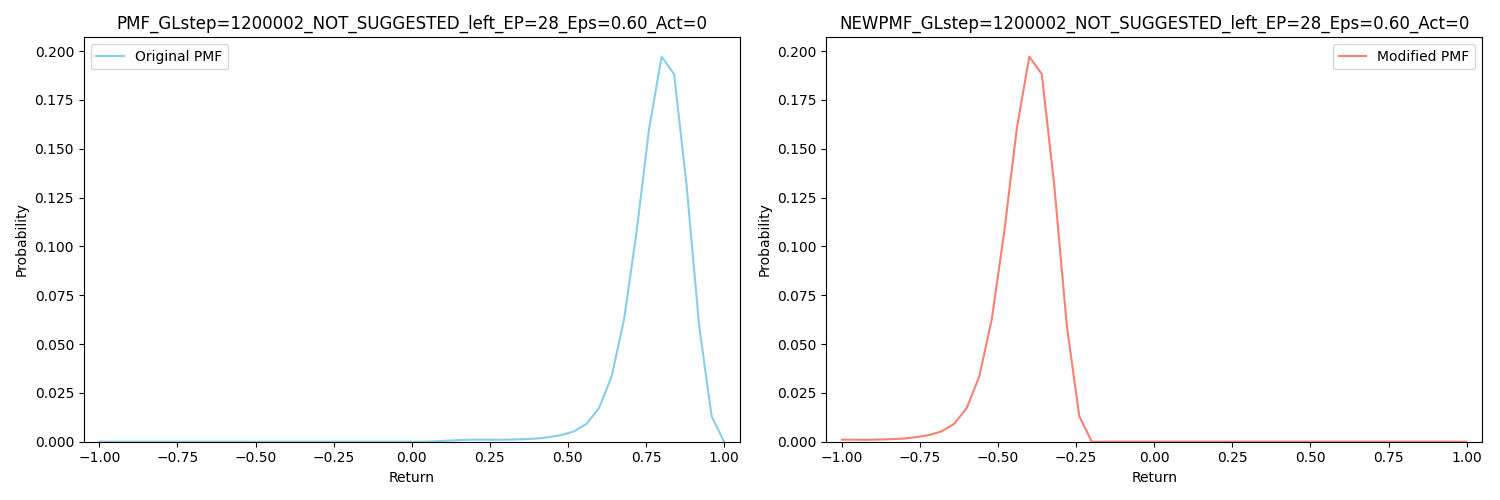 PMF_GLstep=1200002_NOT_SUGGESTED_left_EP=28_Eps=0.60_Act=0
Original PMF
Probability
0.200
0.175
0.150
0.125
0.100
0.075
0.050
0.025
0.000
−1.00 −0.75 −0.50 −0.25 0.00 0.25 0.50 0.75 1.00
Return
NEWPMF_GLstep=1200002_NOT_SUGGESTED_left_EP=28_Eps=0.60_Act=0
Modified PMF
Probability
0.200
0.175
0.150
0.125
0.100
0.075
0.050
0.025
0.000
−1.00 −0.75 −0.50 −0.25 0.00 0.25 0.50 0.75 1.00
Return